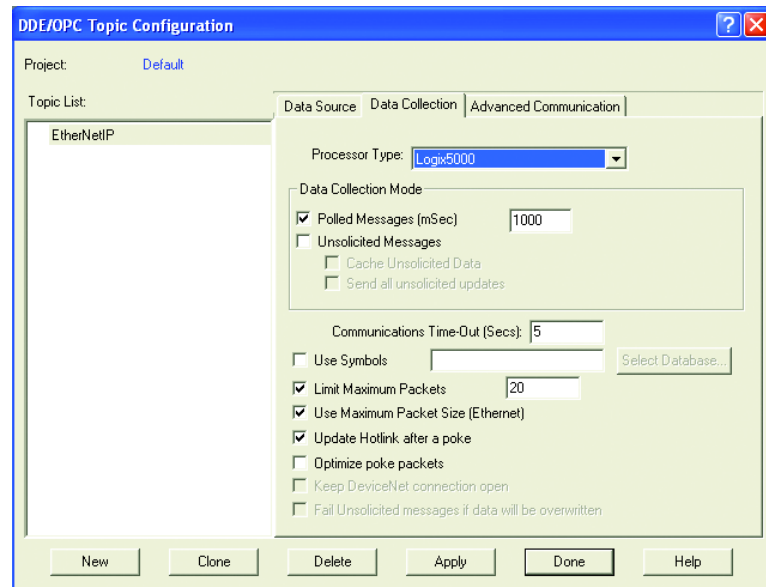 DDE/OPC Topic Configuration
Project: Default
Topic List:
EtherNetIP
Data Source Data Collection Advanced Communication
Processor Type: Logix5000
Data Collection Mode
Polled Messages (mSec) 1000
Unsolicited Messages
Cache Unsolicited Data
Send all unsolicited updates
Communications Time-Out (Secs): 5
Use Symbols Select Database...
Limit Maximum Packets 20
Use Maximum Packet Size (Ethernet)
Update Hotlink after a poke
Optimize poke packets
Keep DeviceNet connection open
Fail Unsolicited messages if data will be overwritten
New Clone Delete Apply Done Help